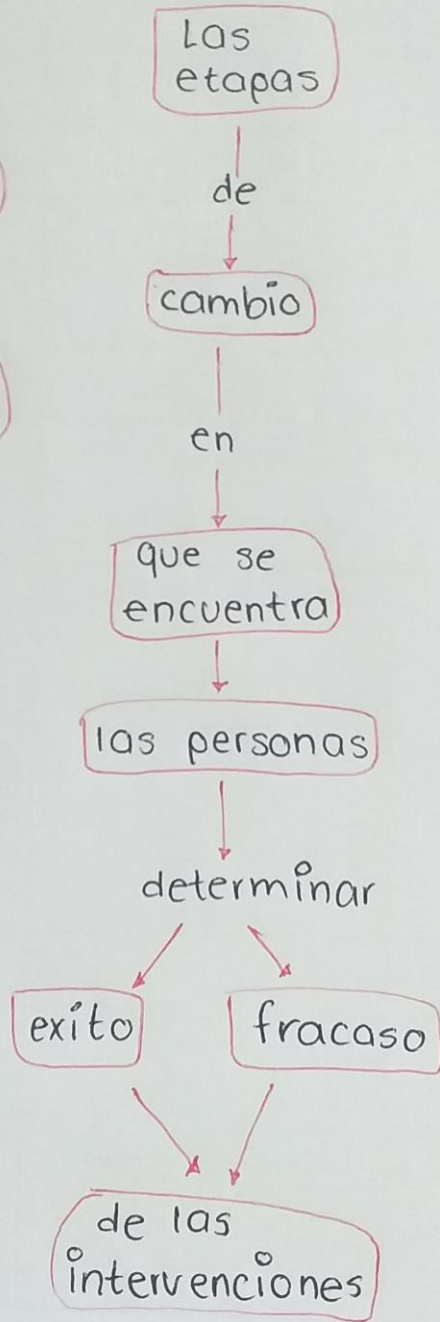 Las
etapas
de
cambio
en
que se
encuentra
las personas
determinar
exito fracaso
de las
intervenciones